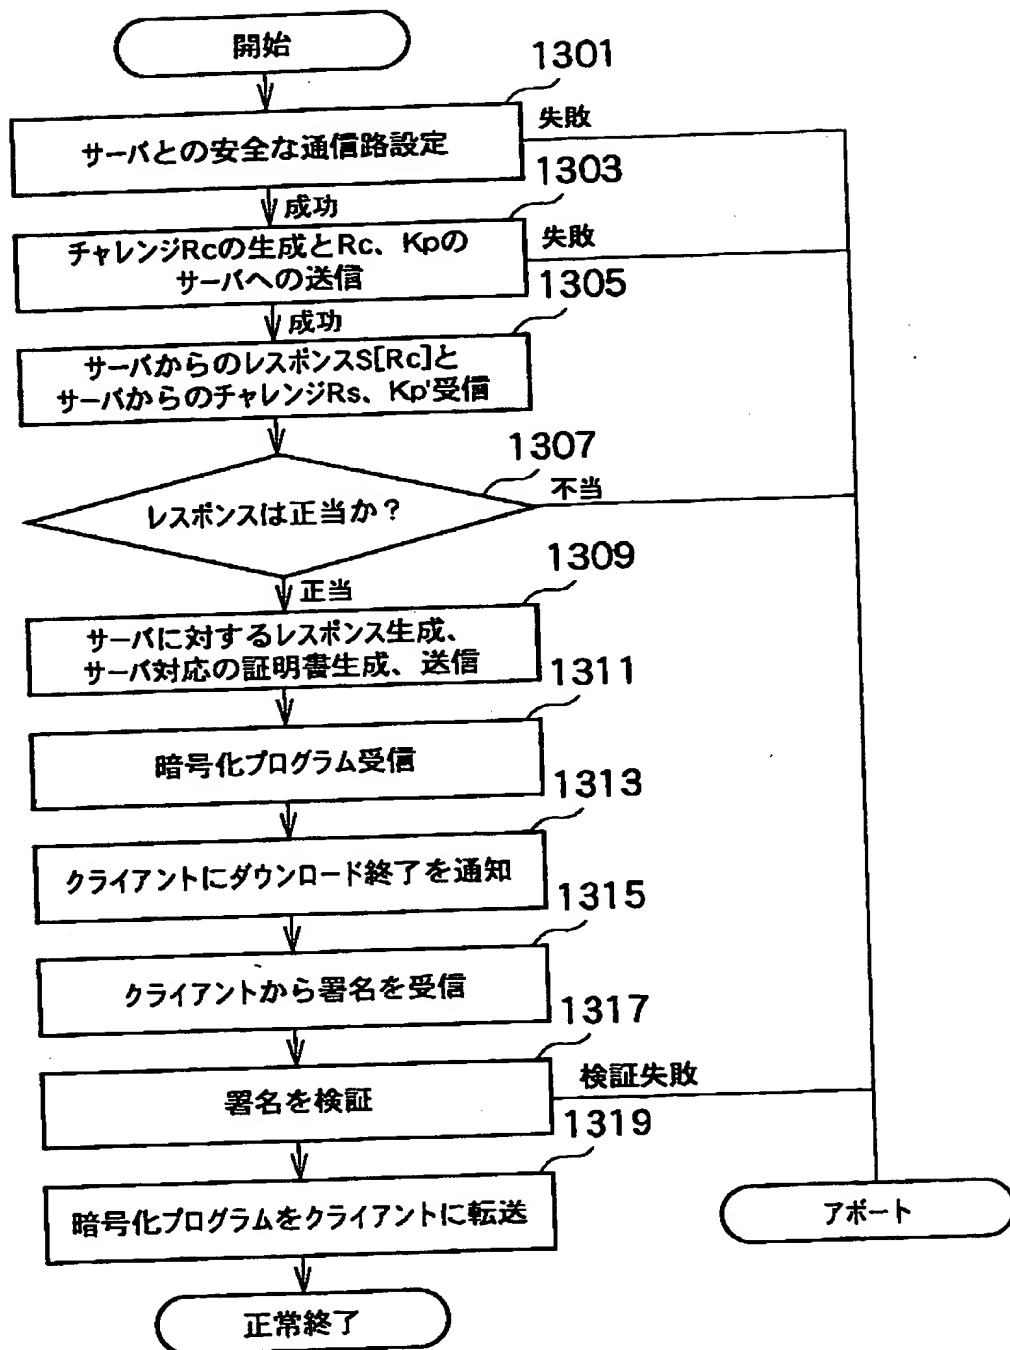 開始
1301
サーバとの安全な通信路設定
失敗
成功
1303
チャレンジRcの生成とRc、Kpの
サーバへの送信
失敗
成功
1305
サーバからのレスポンスS[Rc]と
サーバからのチャレンジRs、Kp'受信
1307
レスポンスは正当か？
不当
正当
1309
サーバに対するレスポンス生成、
サーバ対応の証明書生成、送信
1311
暗号化プログラム受信
1313
クライアントにダウンロード終了を通知
1315
クライアントから署名を受信
1317
署名を検証
検証失敗
1319
暗号化プログラムをクライアントに転送
アボート
正常終了